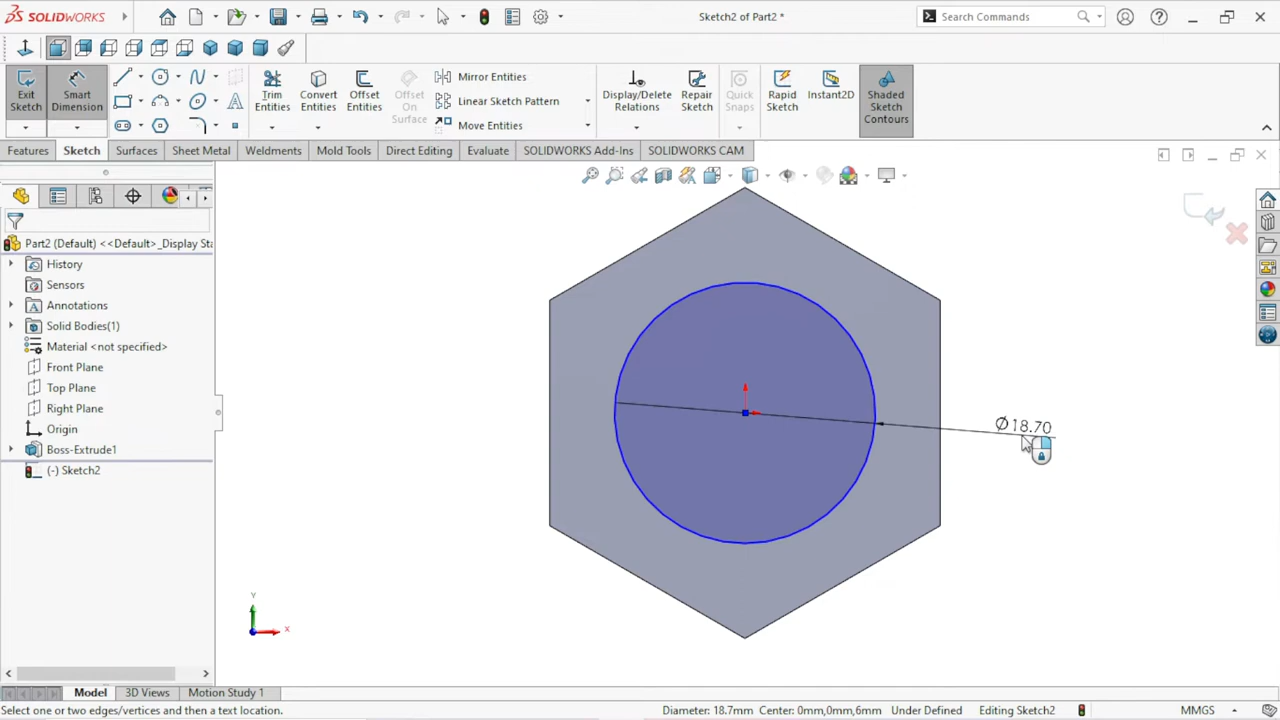 SOLIDWORKS
Sketch2 of Part2 *
Search Commands
Exit Sketch
Smart Dimension
Trim Entities
Convert Entities
Offset Entities
Offset On Surface
Mirror Entities
Linear Sketch Pattern
Move Entities
Display/Delete Relations
Repair Sketch
Quick Snaps
Rapid Sketch
Instant2D
Shaded Sketch Contours
Features Sketch Surfaces Sheet Metal Weldments Mold Tools Direct Editing Evaluate SOLIDWORKS Add-Ins SOLIDWORKS CAM
Part2 (Default) <<Default>_Display Sta
History
Sensors
Annotations
Solid Bodies(1)
Material <not specified>
Front Plane
Top Plane
Right Plane
Origin
Boss-Extrude1
(-) Sketch2
Ø18.70
Y
X
Model 3D Views Motion Study 1
Select one or two edges/vertices and then a text location. Diameter: 18.7mm Center: 0mm,0mm,6mm Under Defined Editing Sketch2 MMGS